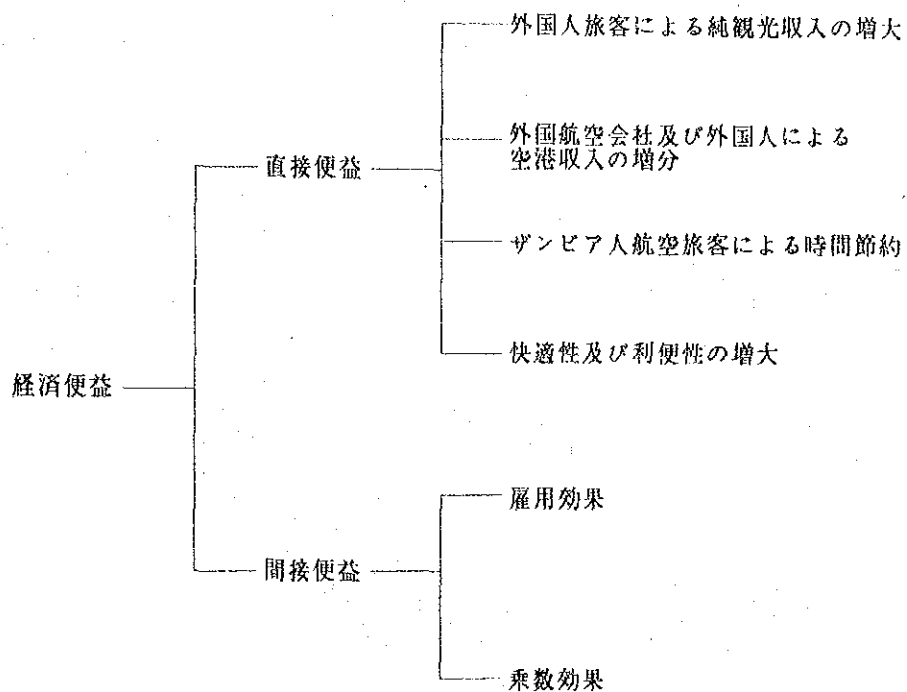 外国人旅客による純観光収入の増大
外国航空会社及び外国人による
空港収入の増分
直接便益
ザンビア人航空旅客による時間節約
快適性及び利便性の増大
経済便益
雇用効果
間接便益
乗数効果